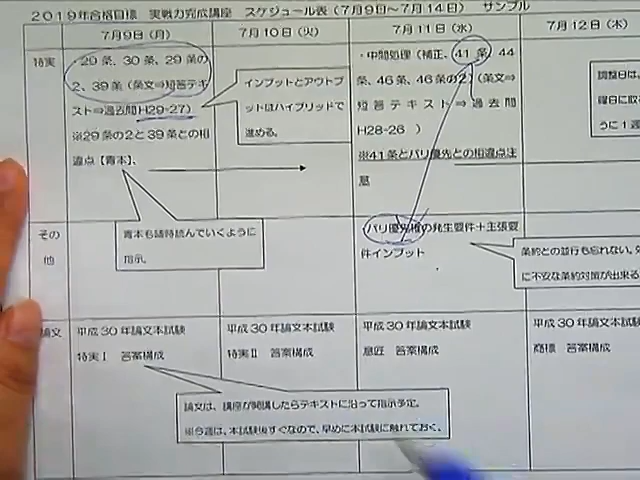 2019年合格目標 実戦力完成講座 スケジュール表（7月9日～7月14日） サンプル
7月9日（月） 7月10日（火） 7月11日（水） 7月12日（木）
特実
・29条、30条、29条の
2、39条（条文⇒短答テキ
スト⇒過去問H29-27）
※29条の2と39条との相
違点【青本】、
インプットとアウトプ
ットはハイブリッドで
進める。
・中間処理（補正、41条、44
条、46条、46条の2）（条文⇒
短答テキスト⇒過去問
H28-26 ）
※41条とパリ優先との相違点注
意
調整日は、
曜日に取
うに1週
その
他
青本も随時読んでいくように
指示。
パリ優先権の発生要件＋主張要
件インプット
条約との並行も忘れない。
に不安な条約対策が出来る
論文
平成30年論文本試験
特実Ⅰ 答案構成
平成30年論文本試験
特実Ⅱ 答案構成
平成30年論文本試験
意匠 答案構成
平成30年論文本試験
商標 答案構成
論文は、講座が開講したらテキストに沿って指示予定。
※今週は、本試験後すぐなので、早めに本試験に触れておく。